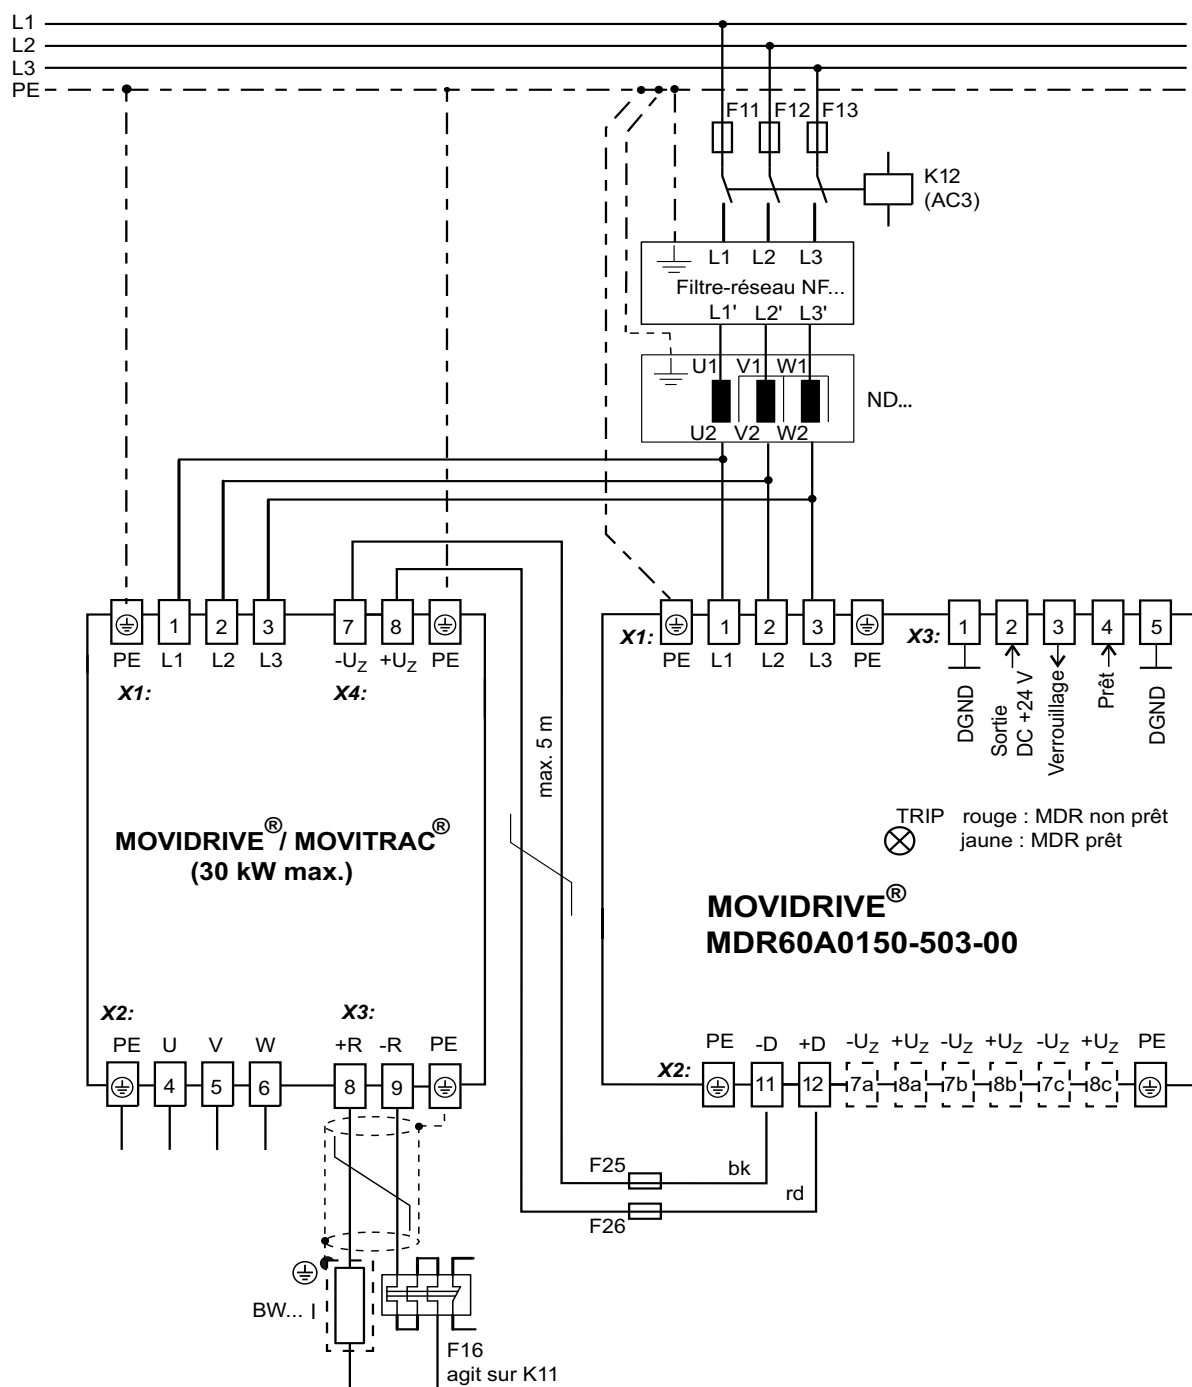 L1
L2
L3
PE
F11 F12 F13
K12
(AC3)
L1 L2 L3
Filtre-réseau NF...
L1' L2' L3'
U1 V1 W1
ND...
U2 V2 W2
1 2 3 7 8
PE L1 L2 L3 -UZ +UZ PE
X1: X4:
X1: 1 2 3
PE L1 L2 L3 PE
X3: 1 2 3 4 5
DGND
Sortie
DC +24 V
Verrouillage
Prêt
DGND
max. 5 m
TRIP rouge : MDR non prêt
jaune : MDR prêt
MOVIDRIVE®/ MOVITRAC®
(30 kW max.)
MOVIDRIVE®
MDR60A0150-503-00
X2: X3:
PE U V W +R -R PE
4 5 6 8 9
PE -D +D -UZ +UZ -UZ +UZ -UZ +UZ PE
X2: 11 12 7a 8a 7b 8b 7c 8c
F25 bk
rd
F26
BW...
F16
agit sur K11